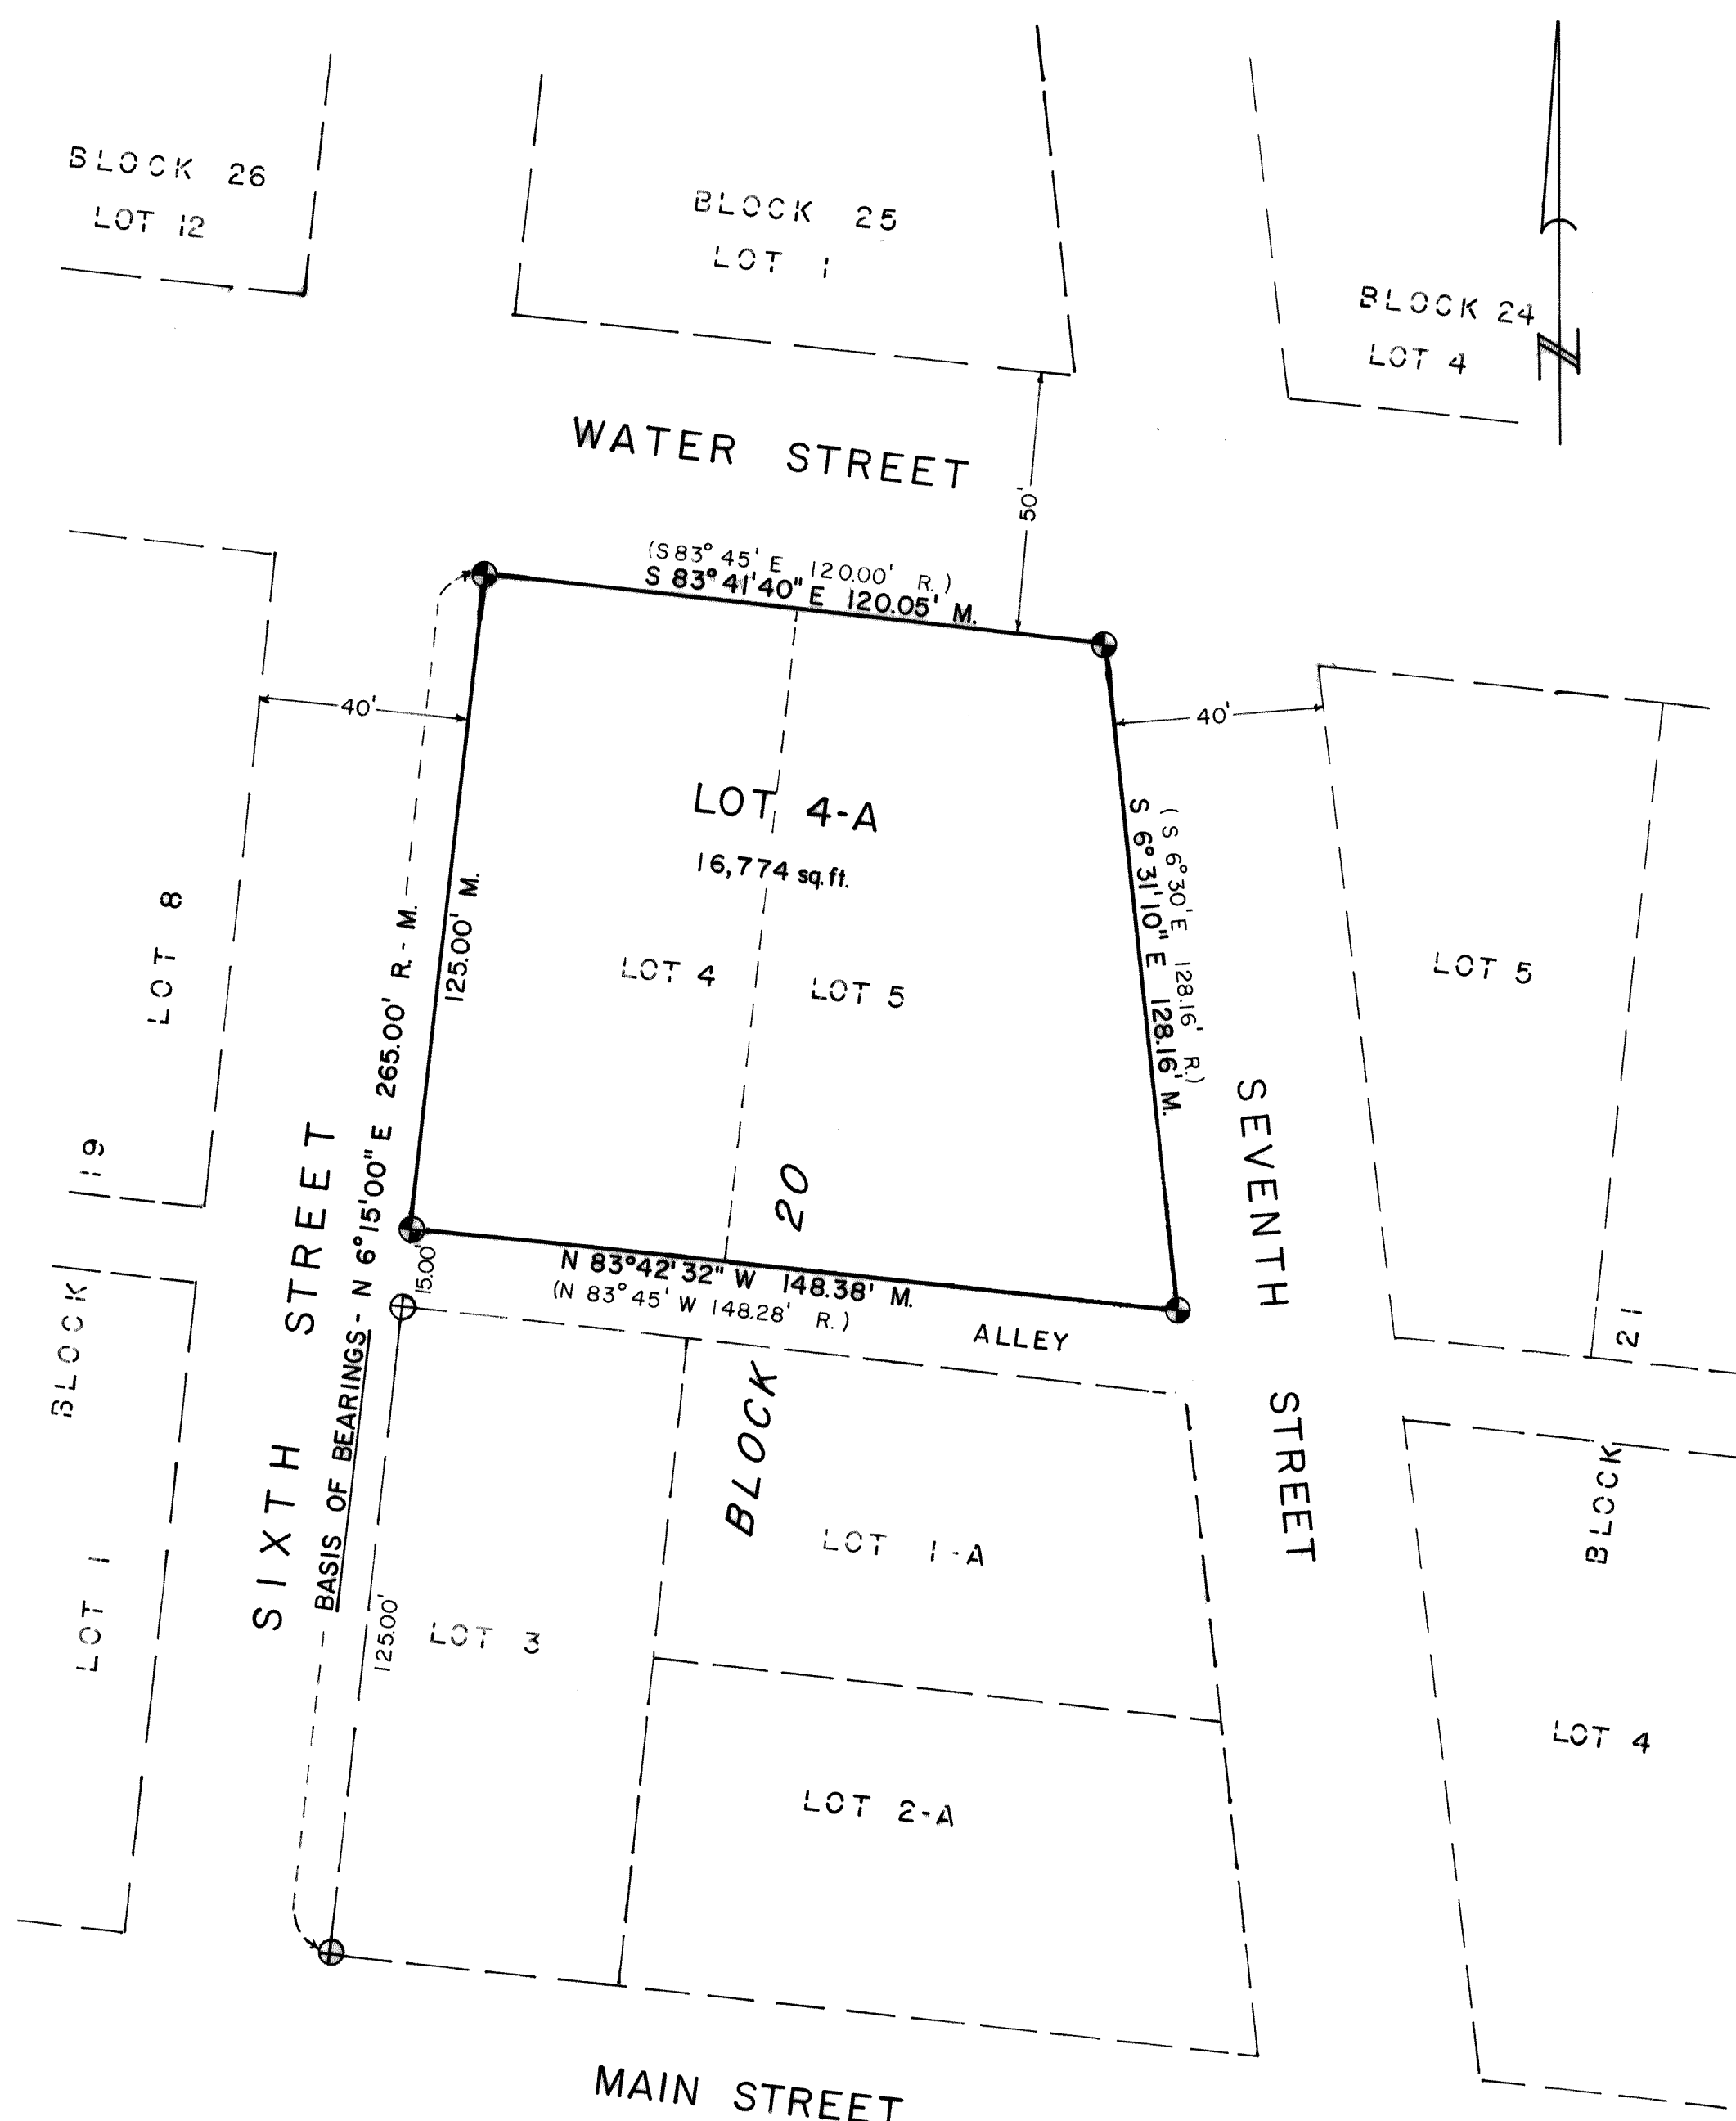 BLOCK 26
LOT 12
BLOCK 25
LOT 1
BLOCK 24
LOT 4
N
WATER STREET
50'
(S 83° 45' E 120.00' R.)
S 83° 41' 40" E 120.05' M.
40'
40'
LOT 4-A
16,774 sq. ft.
LOT 4
LOT 5
125.00' M.
(S 6° 30' E 128.16' R.)
S 6° 31' 10" E 128.16' M.
LOT 8
LOT 5
BASIS OF BEARINGS - N 6° 15' 00" E 265.00' R. - M.
SIXTH STREET
SEVENTH STREET
BLOCK 19
BLOCK 20
BLOCK 21
15.00'
N 83° 42' 32" W 148.38' M.
(N 83° 45' W 148.28' R.)
ALLEY
LOT 1
125.00'
LOT 3
LOT 1-A
LOT 2-A
LOT 4
MAIN STREET